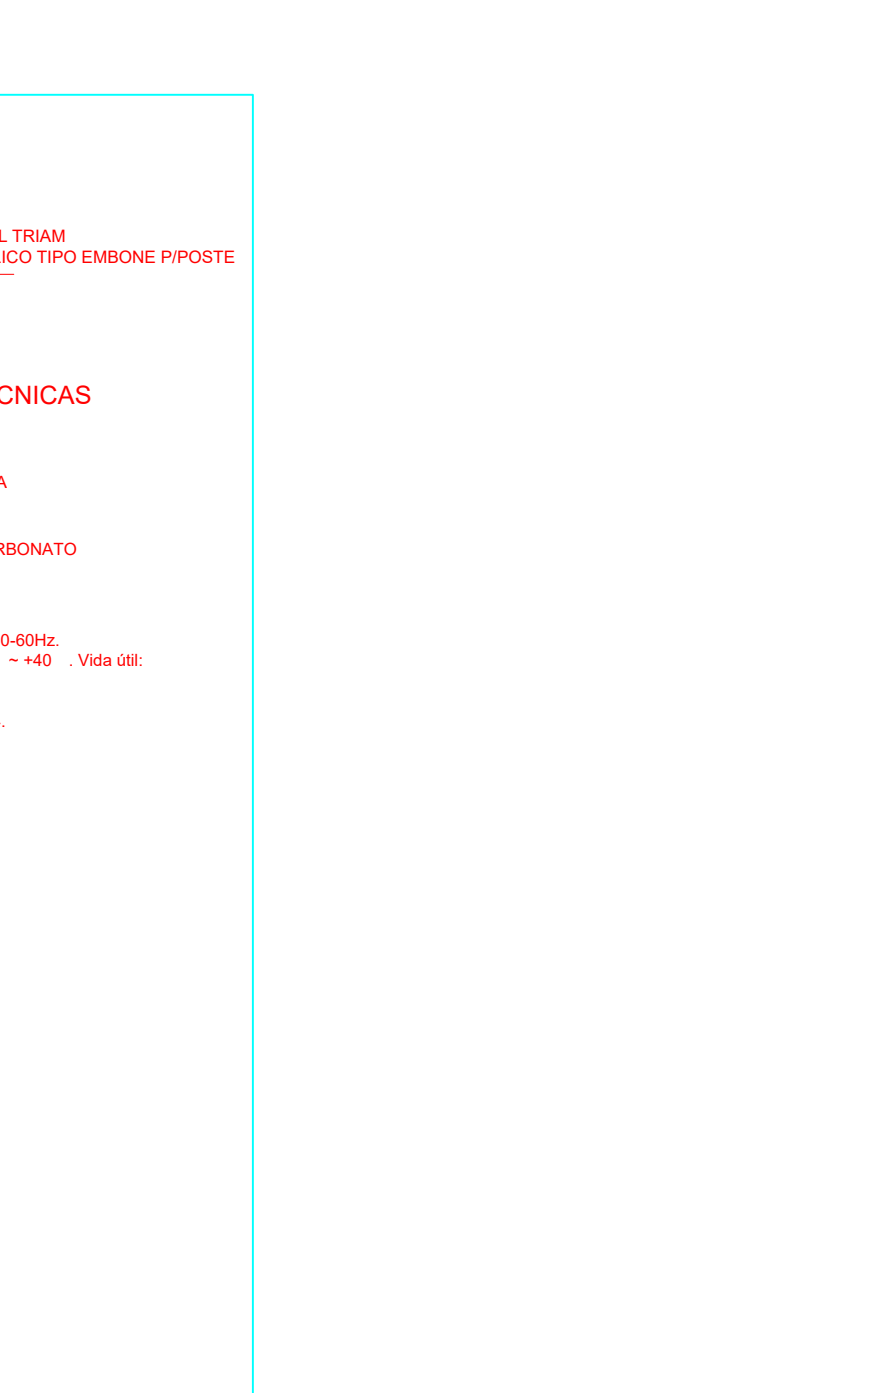 L TRIAM
ICO TIPO EMBONE P/POSTE
CNICAS
A
RBONATO
0-60Hz.
~ +40 . Vida útil:
.